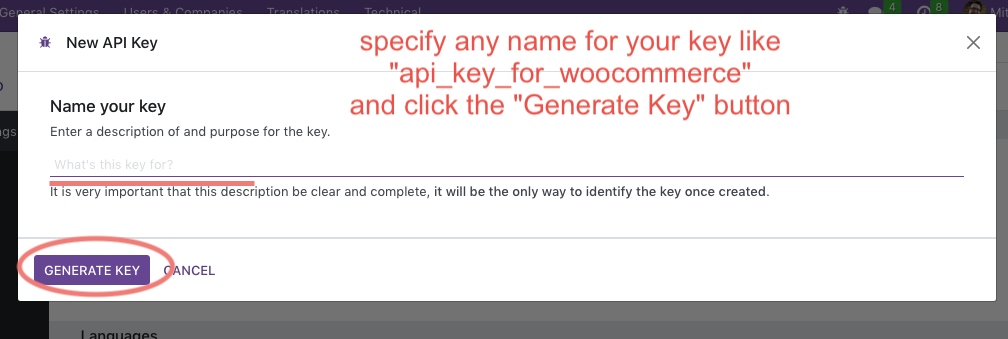 General Settings Users & Companies Translations Technical
4 8 Mit
New API Key
specify any name for your key like
"api_key_for_woocommerce"
and click the "Generate Key" button
Name your key
Enter a description of and purpose for the key.
What's this key for?
It is very important that this description be clear and complete, it will be the only way to identify the key once created.
GENERATE KEY CANCEL
Languages